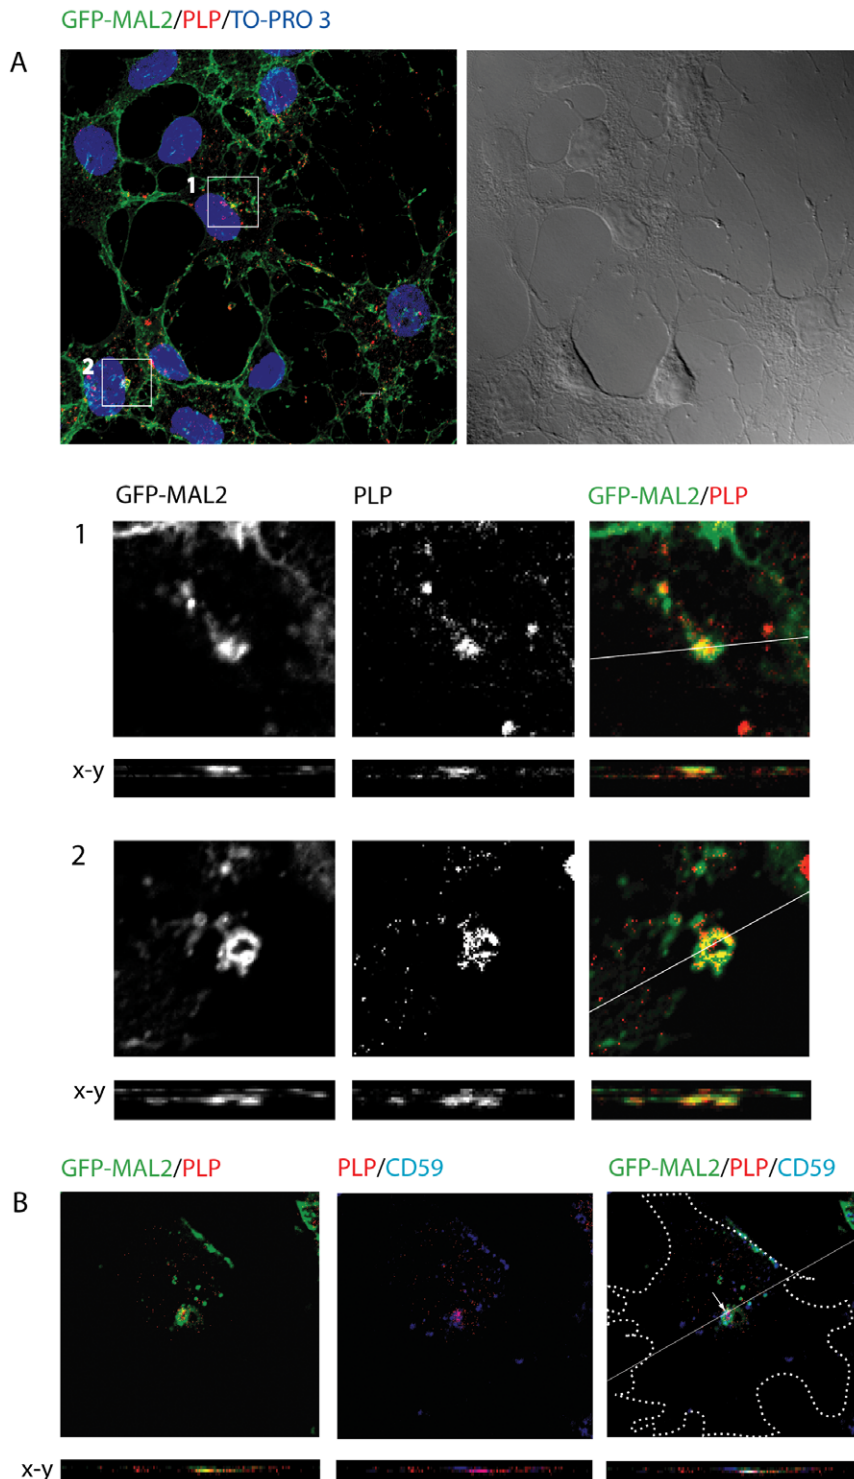 GFP-MAL2/PLP/TO-PRO 3
A
1
2
GFP-MAL2 PLP GFP-MAL2/PLP
1
x-y
2
x-y
GFP-MAL2/PLP PLP/CD59 GFP-MAL2/PLP/CD59
B
x-y